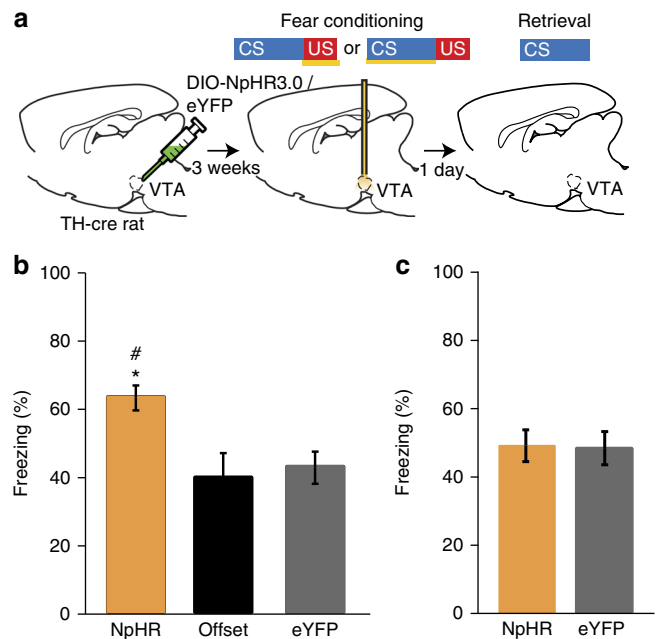 a
Fear conditioning
Retrieval
CS US or CS US
CS
DIO-NpHR3.0 /
eYFP
3 weeks
1 day
VTA
VTA
VTA
TH-cre rat
b
100
80
60
40
20
0
Freezing (%)
#
*
NpHR Offset eYFP
c
100
80
60
40
20
0
Freezing (%)
NpHR eYFP